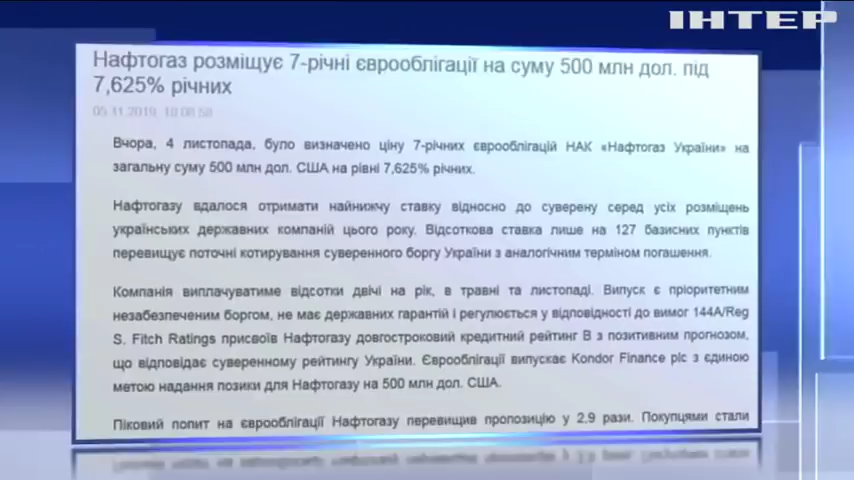 ІНТЕР
Нафтогаз розміщує 7-річні єврооблігації на суму 500 млн дол. під
7,625% річних
05.11.2019, 10:08:58
Вчора, 4 листопада, було визначено ціну 7-річних єврооблігацій НАК «Нафтогаз України» на
загальну суму 500 млн дол. США на рівні 7,625% річних.
Нафтогазу вдалося отримати найнижчу ставку відносно до суверену серед усіх розміщень
українських державних компаній цього року. Відсоткова ставка лише на 127 базисних пунктів
перевищує поточні котирування суверенного боргу України з аналогічним терміном погашення.
Компанія виплачуватиме відсотки двічі на рік, в травні та листопаді. Випуск є пріоритетним
незабезпеченим боргом, не має державних гарантій і регулюється у відповідності до вимог 144A/Reg
S. Fitch Ratings присвоїв Нафтогазу довгостроковий кредитний рейтинг B з позитивним прогнозом,
що відповідає суверенному рейтингу України. Єврооблігації випускає Kondor Finance plc з єдиною
метою надання позики для Нафтогазу на 500 млн дол. США.
Піковий попит на єврооблігації Нафтогазу перевищив пропозицію у 2.9 рази. Покупцями стали